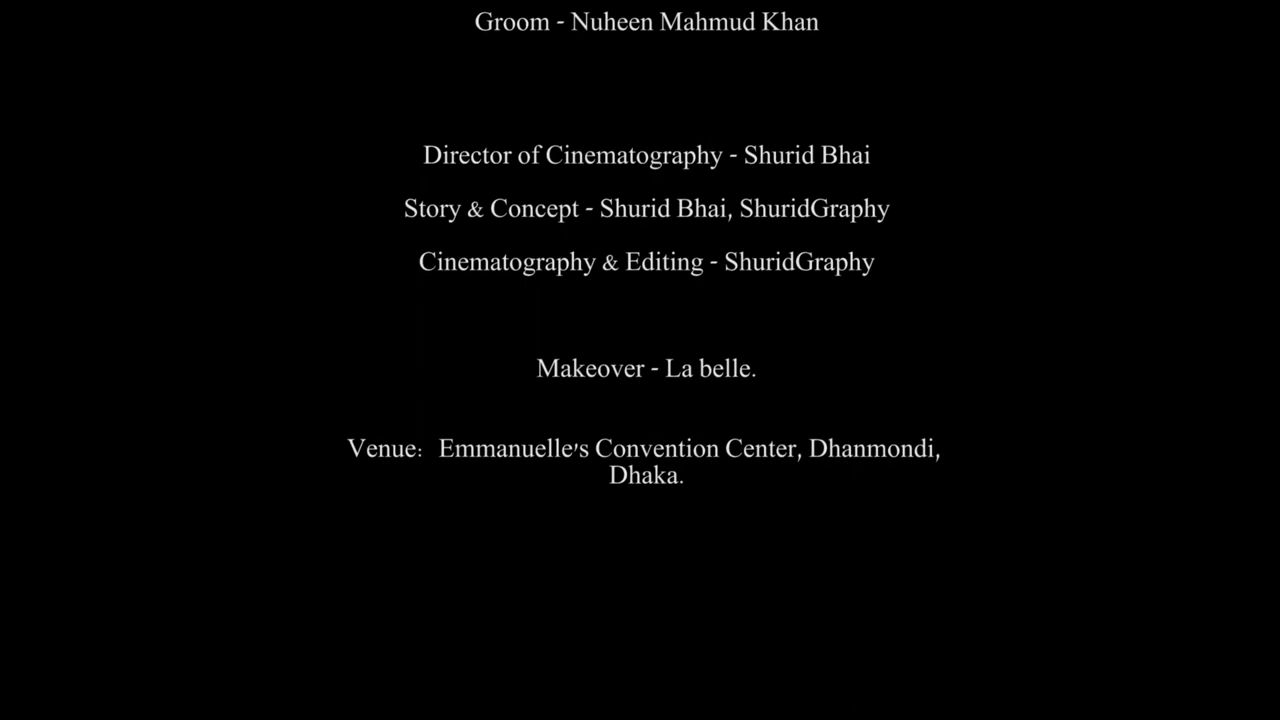 Groom - Nuheen Mahmud Khan
Director of Cinematography - Shurid Bhai
Story & Concept - Shurid Bhai, ShuridGraphy
Cinematography & Editing - ShuridGraphy
Makeover - La belle.
Venue:  Emmanuelle's Convention Center, Dhanmondi,
Dhaka.